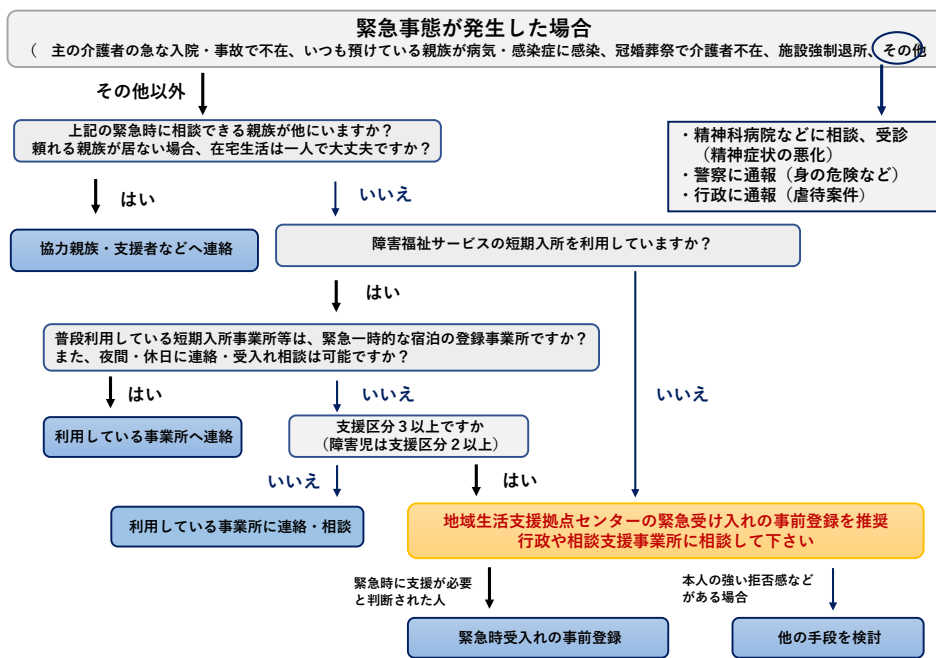 緊急事態が発生した場合
（　主の介護者の急な入院・事故で不在、いつも預けている親族が病気・感染症に感染、冠婚葬祭で介護者不在、施設強制退所、その他
その他以外
上記の緊急時に相談できる親族が他にいますか？
頼れる親族が居ない場合、在宅生活は一人で大丈夫ですか？
・精神科病院などに相談、受診
（精神症状の悪化）
・警察に通報（身の危険など）
・行政に通報（虐待案件）
はい
いいえ
協力親族・支援者などへ連絡
障害福祉サービスの短期入所を利用していますか？
はい
普段利用している短期入所事業所等は、緊急一時的な宿泊の登録事業所ですか？
また、夜間・休日に連絡・受入れ相談は可能ですか？
はい
いいえ
いいえ
利用している事業所へ連絡
支援区分３以上ですか
（障害児は支援区分２以上）
いいえ
はい
利用している事業所に連絡・相談
地域生活支援拠点センターの緊急受け入れの事前登録を推奨
行政や相談支援事業所に相談して下さい
緊急時に支援が必要
と判断された人
本人の強い拒否感など
がある場合
緊急時受入れの事前登録
他の手段を検討